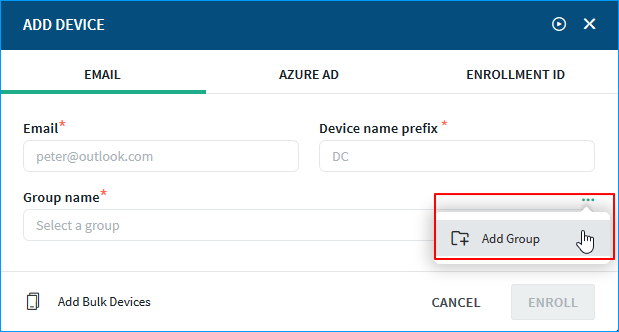 ADD DEVICE
EMAIL AZURE AD ENROLLMENT ID
Email* Device name prefix *
peter@outlook.com DC
Group name*
Select a group
Add Group
Add Bulk Devices CANCEL ENROLL